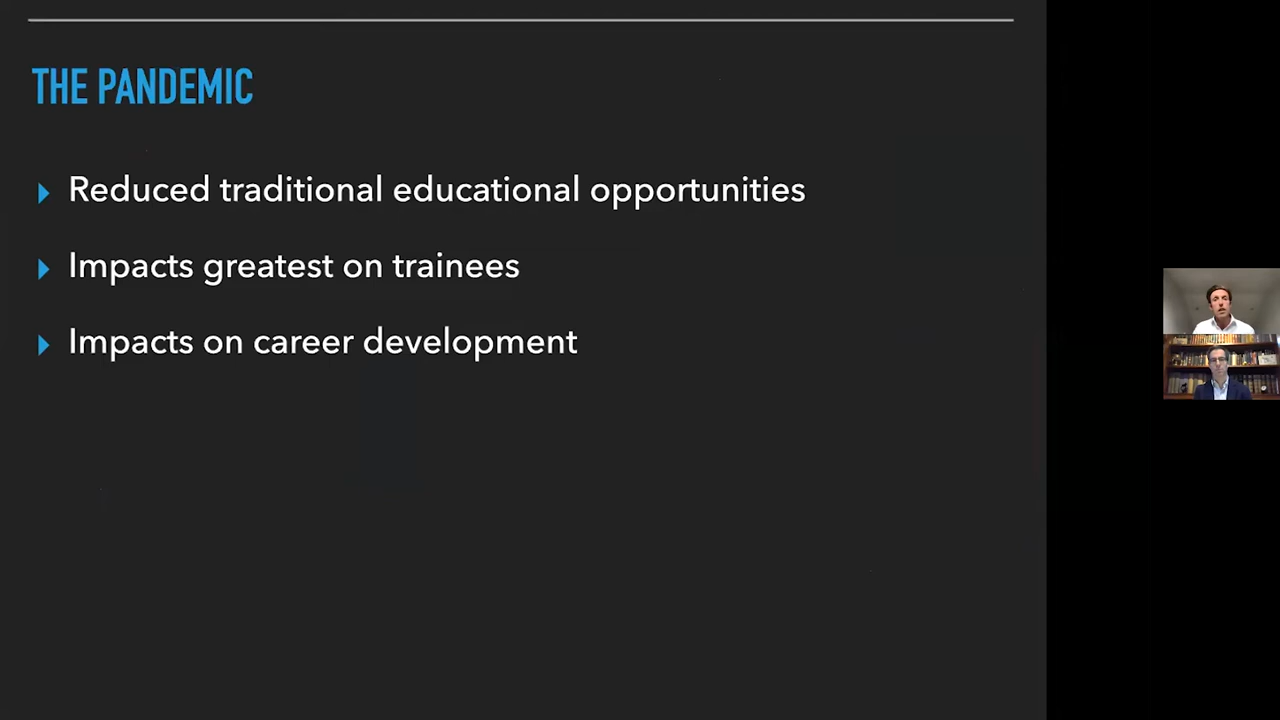 THE PANDEMIC
Reduced traditional educational opportunities
Impacts greatest on trainees
Impacts on career development